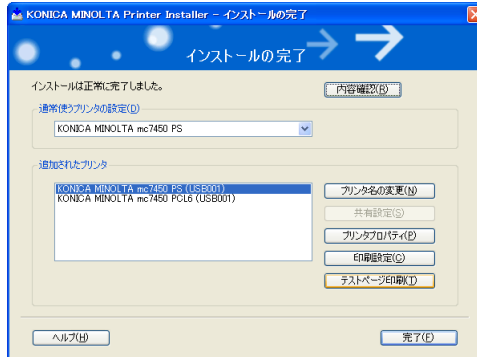 KONICA MINOLTA Printer Installer - インストールの完了
インストールの完了
インストールは正常に完了しました。
内容確認(R)
通常使うプリンタの設定(D)
KONICA MINOLTA mc7450 PS
追加されたプリンタ
KONICA MINOLTA mc7450 PS (USB001)
KONICA MINOLTA mc7450 PCL6 (USB001)
プリンタ名の変更(N)
共有設定(S)
プリンタプロパティ(P)
印刷設定(C)
テストページ印刷(T)
ヘルプ(H)
完了(F)